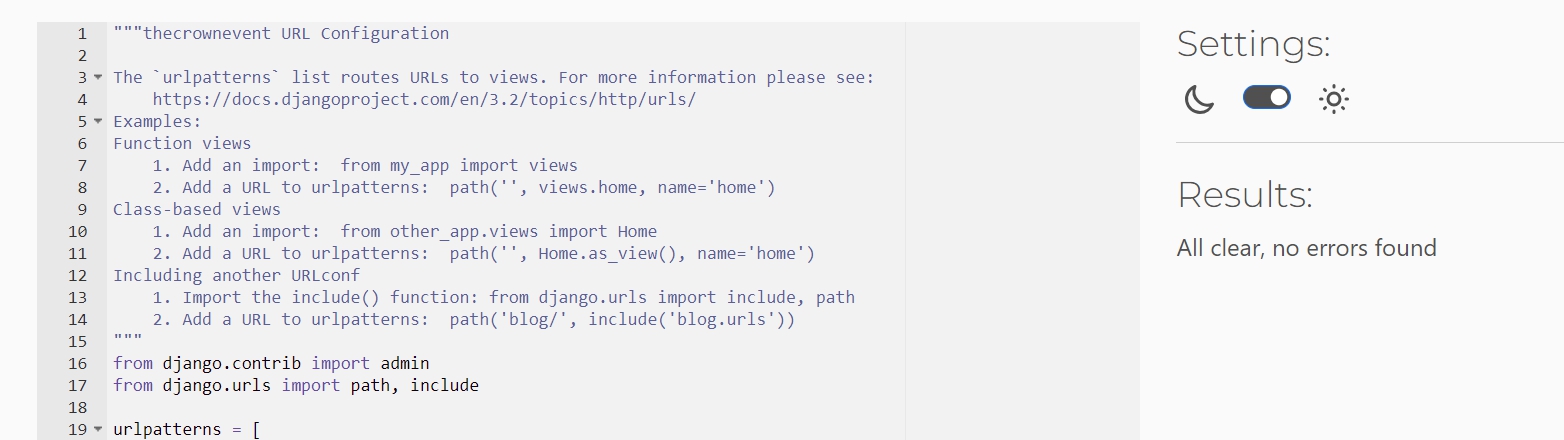 1 """thecrownevent URL Configuration
2
3 The `urlpatterns` list routes URLs to views. For more information please see:
4     https://docs.djangoproject.com/en/3.2/topics/http/urls/
5 Examples:
6 Function views
7     1. Add an import:  from my_app import views
8     2. Add a URL to urlpatterns:  path('', views.home, name='home')
9 Class-based views
10     1. Add an import:  from other_app.views import Home
11     2. Add a URL to urlpatterns:  path('', Home.as_view(), name='home')
12 Including another URLconf
13     1. Import the include() function: from django.urls import include, path
14     2. Add a URL to urlpatterns:  path('blog/', include('blog.urls'))
15 """
16 from django.contrib import admin
17 from django.urls import path, include
18
19 urlpatterns = [
Settings:
Results:
All clear, no errors found